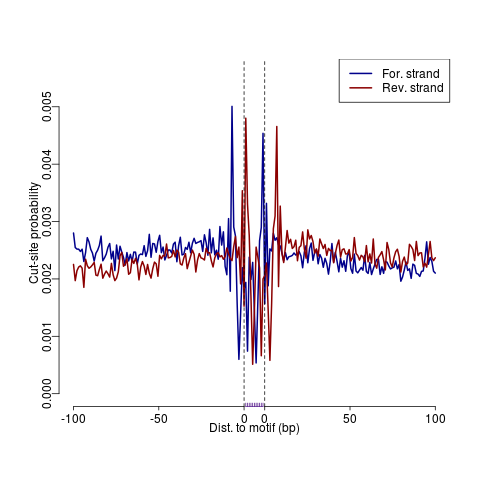 For. strand
Rev. strand
Cut-site probability
0.005
0.004
0.003
0.002
0.001
0.000
-100 -50 0 0 50 100
Dist. to motif (bp)